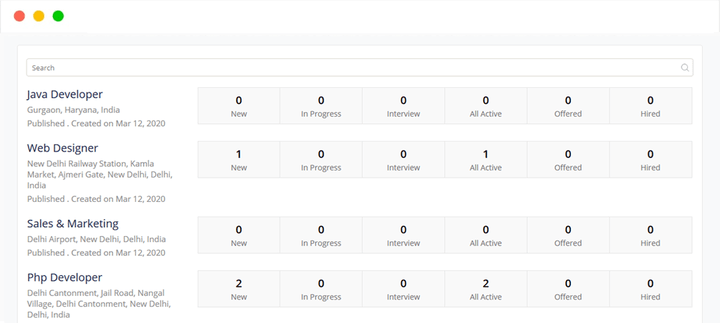 Search
Java Developer
Gurgaon, Haryana, India
Published . Created on Mar 12, 2020
0 0 0 0 0 0
New In Progress Interview All Active Offered Hired
Web Designer
New Delhi Railway Station, Kamla
Market, Ajmeri Gate, New Delhi, Delhi,
India
Published . Created on Mar 12, 2020
1 0 0 1 0 0
New In Progress Interview All Active Offered Hired
Sales & Marketing
Delhi Airport, New Delhi, Delhi, India
Published . Created on Mar 12, 2020
0 0 0 0 0 0
New In Progress Interview All Active Offered Hired
Php Developer
Delhi Cantonment, Jail Road, Nangal
Village, Delhi Cantonment, New Delhi,
Delhi, India
2 0 0 2 0 0
New In Progress Interview All Active Offered Hired